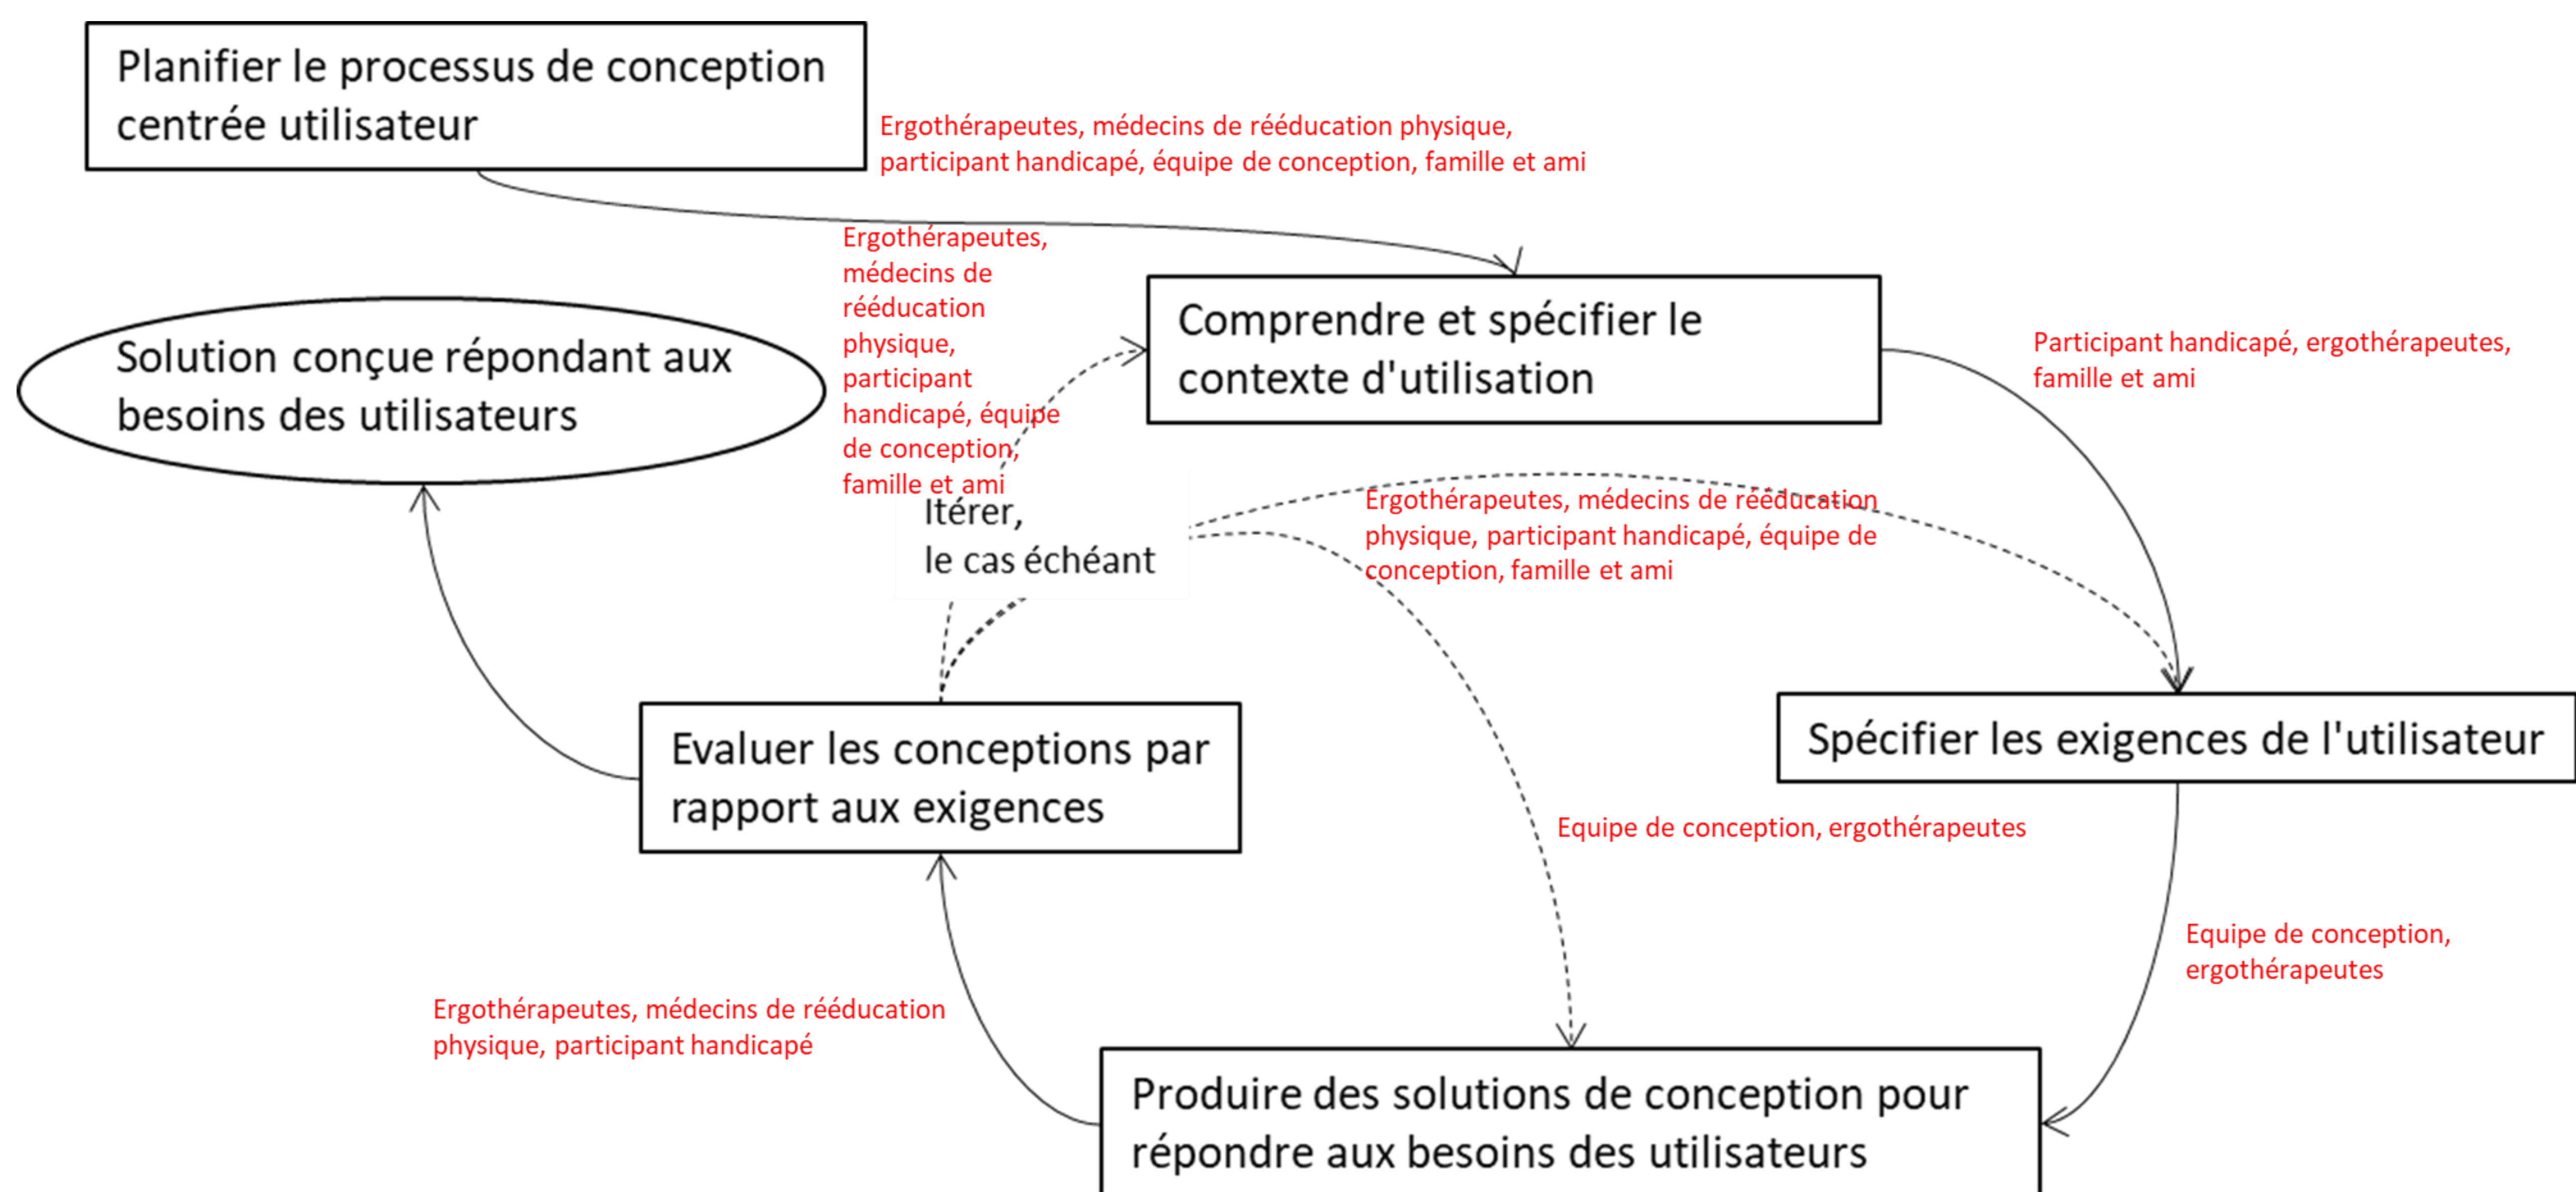 Planifier le processus de conception
centrée utilisateur
Ergothérapeutes, médecins de rééducation physique,
participant handicapé, équipe de conception, famille et ami
Ergothérapeutes,
médecins de
rééducation
physique,
participant
handicapé, équipe
de conception,
famille et ami
Solution conçue répondant aux
besoins des utilisateurs
Comprendre et spécifier le
contexte d'utilisation
Participant handicapé, ergothérapeutes,
famille et ami
Itérer,
le cas échéant
Ergothérapeutes, médecins de rééducation
physique, participant handicapé, équipe de
conception, famille et ami
Evaluer les conceptions par
rapport aux exigences
Spécifier les exigences de l'utilisateur
Equipe de conception, ergothérapeutes
Equipe de conception,
ergothérapeutes
Ergothérapeutes, médecins de rééducation
physique, participant handicapé
Produire des solutions de conception pour
répondre aux besoins des utilisateurs